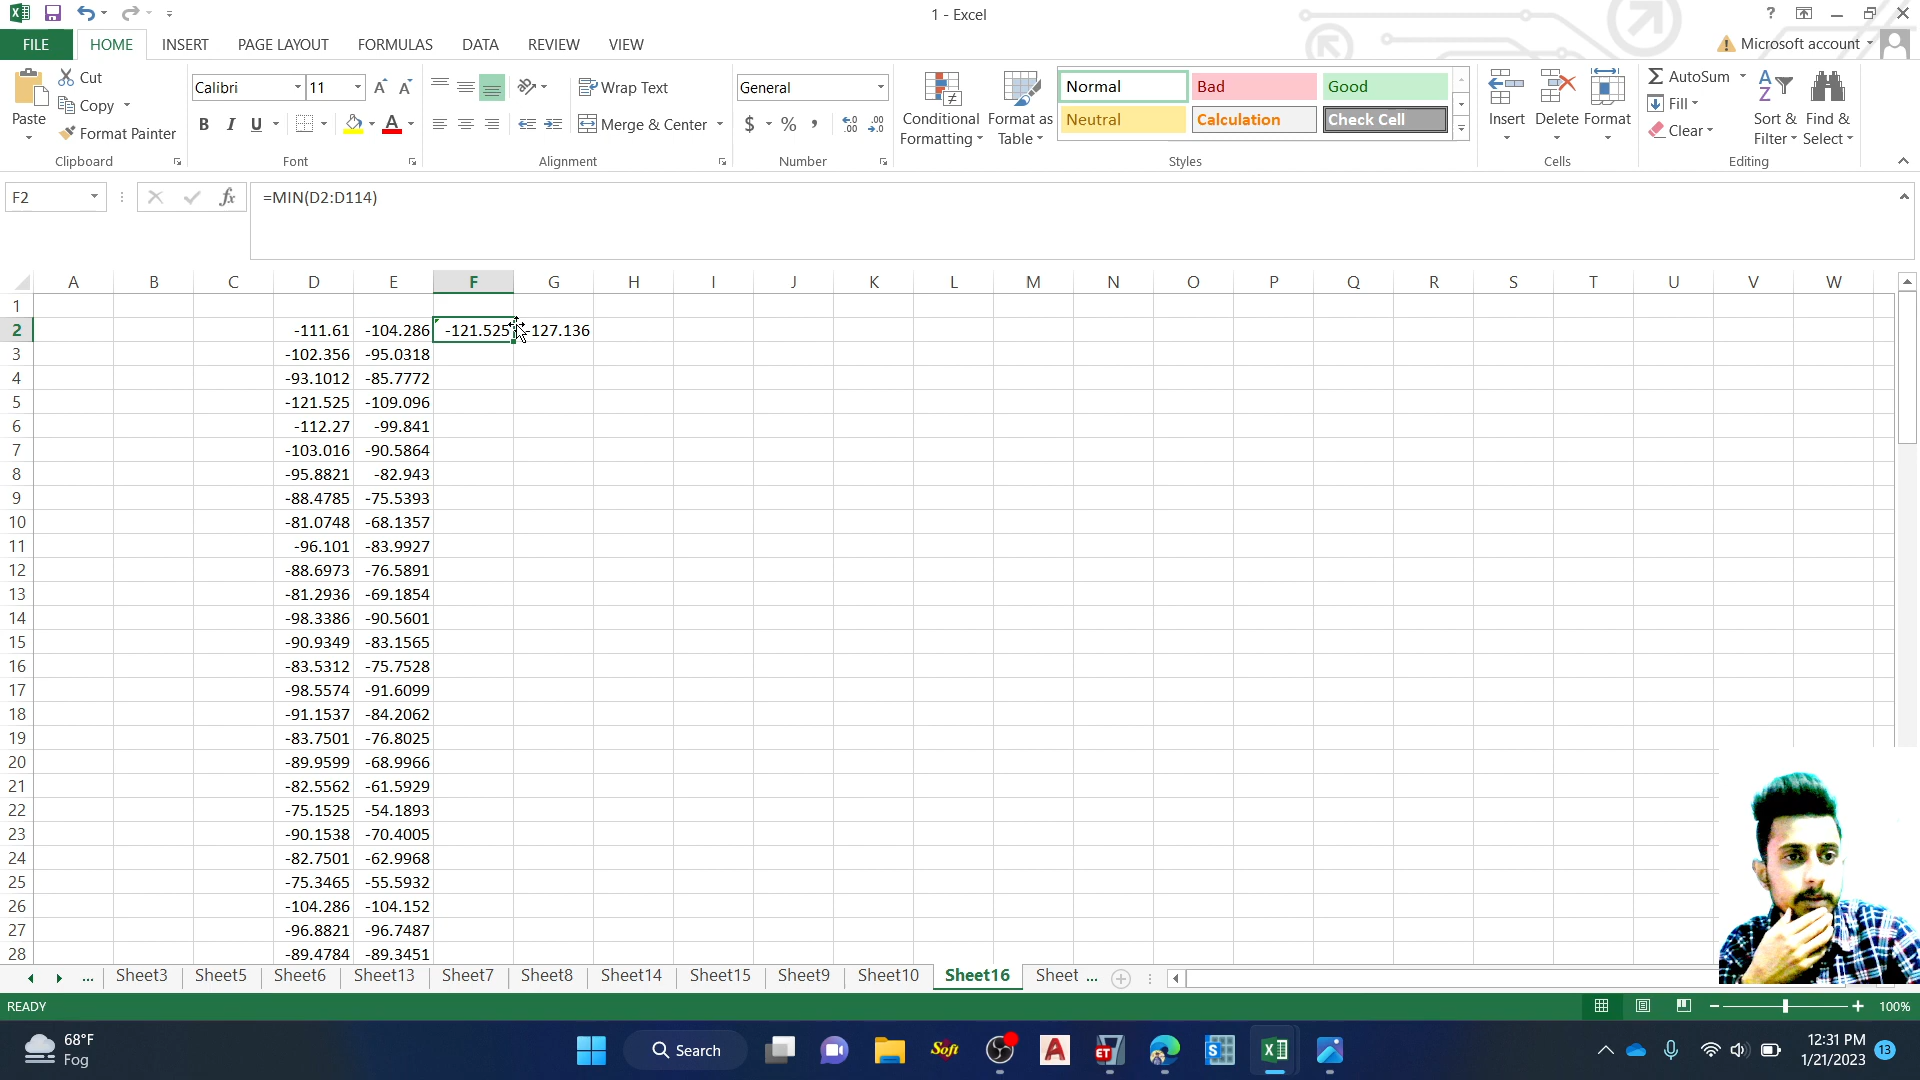 1 - Excel
?
FILE HOME INSERT PAGE LAYOUT FORMULAS DATA REVIEW VIEW
Microsoft account
Paste
Cut
Copy
Format Painter
Clipboard
Calibri 11 A A
B I U A
Font
Wrap Text
Merge & Center
Alignment
General
$ % ,
Number
Conditional Formatting
Format as Table
Normal Bad Good
Neutral Calculation Check Cell
Styles
Insert Delete Format
Cells
AutoSum
Fill
Clear
Sort & Filter
Find & Select
Editing
F2 fx =MIN(D2:D114)
A B C D E F G H I J K L M N O P Q R S T U V W
1
2 -111.61 -104.286 -121.525 -127.136
3 -102.356 -95.0318
4 -93.1012 -85.7772
5 -121.525 -109.096
6 -112.27 -99.841
7 -103.016 -90.5864
8 -95.8821 -82.943
9 -88.4785 -75.5393
10 -81.0748 -68.1357
11 -96.101 -83.9927
12 -88.6973 -76.5891
13 -81.2936 -69.1854
14 -98.3386 -90.5601
15 -90.9349 -83.1565
16 -83.5312 -75.7528
17 -98.5574 -91.6099
18 -91.1537 -84.2062
19 -83.7501 -76.8025
20 -89.9599 -68.9966
21 -82.5562 -61.5929
22 -75.1525 -54.1893
23 -90.1538 -70.4005
24 -82.7501 -62.9968
25 -75.3465 -55.5932
26 -104.286 -104.152
27 -96.8821 -96.7487
28 -89.4784 -89.3451
... Sheet3 Sheet5 Sheet6 Sheet13 Sheet7 Sheet8 Sheet14 Sheet15 Sheet9 Sheet10 Sheet16 Sheet ...
READY
100%
68°F
Fog
Search
Soft
A
ET
S
12:31 PM
1/21/2023
13